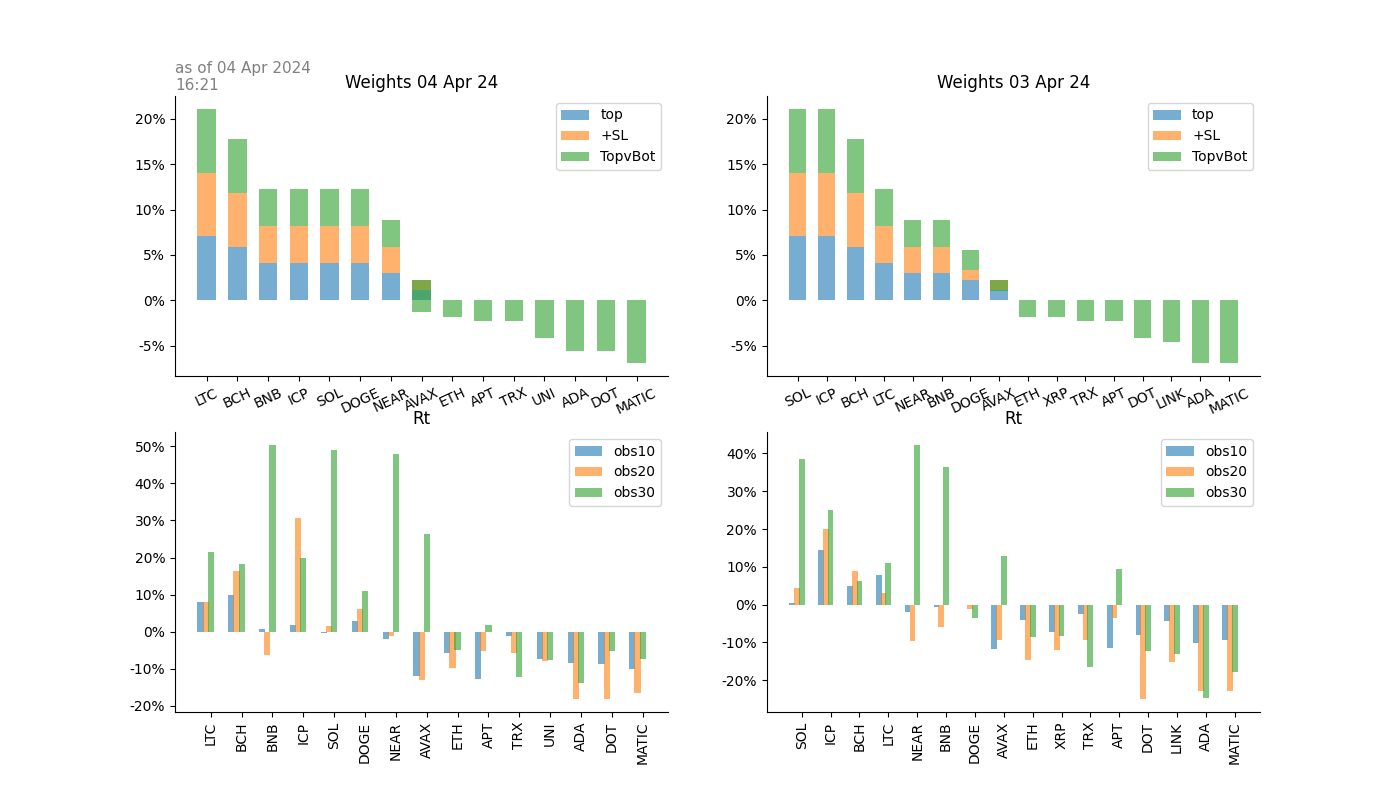 as of 04 Apr 2024
16:21
Weights 04 Apr 24
20%
15%
10%
5%
0%
-5%
top
+SL
TopvBot
LTC BCH BNB ICP SOL DOGE NEAR AVAX ETH APT TRX UNI ADA DOT MATIC
Weights 03 Apr 24
20%
15%
10%
5%
0%
-5%
top
+SL
TopvBot
SOL ICP BCH LTC NEAR BNB DOGE AVAX ETH XRP TRX APT DOT LINK ADA MATIC
Rt
50%
40%
30%
20%
10%
0%
-10%
-20%
obs10
obs20
obs30
LTC BCH BNB ICP SOL DOGE NEAR AVAX ETH APT TRX UNI ADA DOT MATIC
Rt
40%
30%
20%
10%
0%
-10%
-20%
obs10
obs20
obs30
SOL ICP BCH LTC NEAR BNB DOGE AVAX ETH XRP TRX APT DOT LINK ADA MATIC